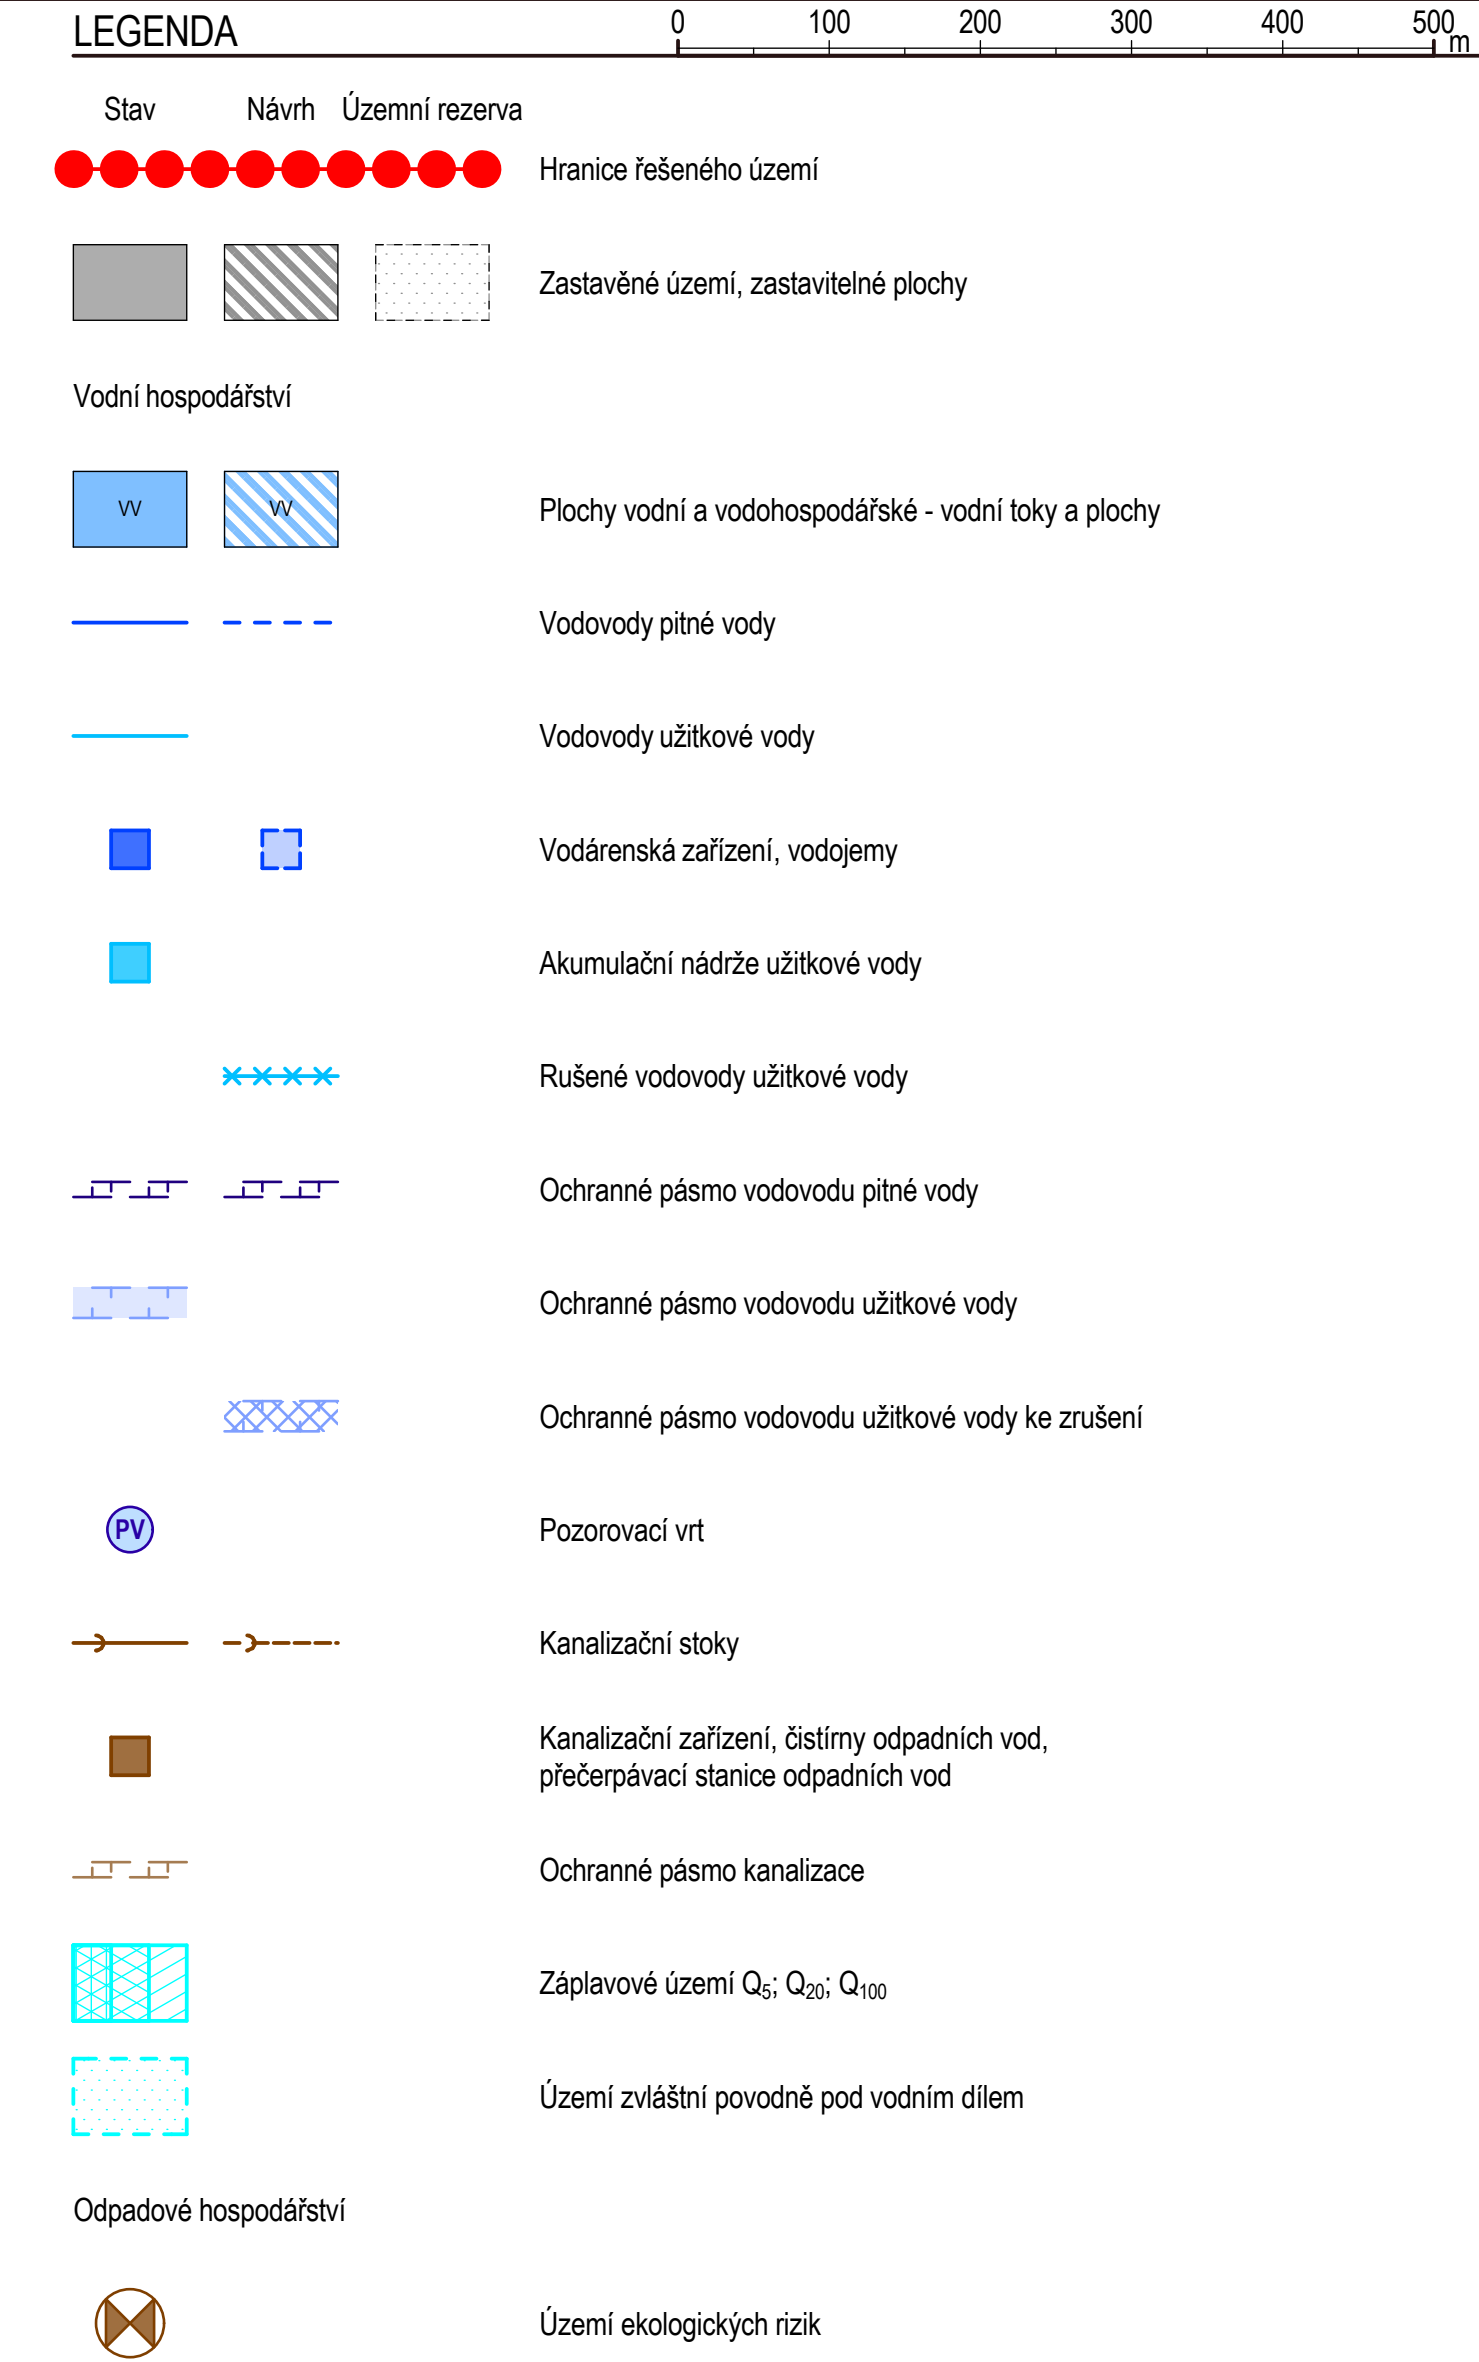 LEGENDA
0 100 200 300 400 500 m
Stav Návrh Územní rezerva
Hranice řešeného území
Zastavěné území, zastavitelné plochy
Vodní hospodářství
VV VV Plochy vodní a vodohospodářské - vodní toky a plochy
Vodovody pitné vody
Vodovody užitkové vody
Vodárenská zařízení, vodojemy
Akumulační nádrže užitkové vody
Rušené vodovody užitkové vody
Ochranné pásmo vodovodu pitné vody
Ochranné pásmo vodovodu užitkové vody
Ochranné pásmo vodovodu užitkové vody ke zrušení
PV Pozorovací vrt
Kanalizační stoky
Kanalizační zařízení, čistírny odpadních vod,
přečerpávací stanice odpadních vod
Ochranné pásmo kanalizace
Záplavové území Q5; Q20; Q100
Území zvláštní povodně pod vodním dílem
Odpadové hospodářství
Území ekologických rizik